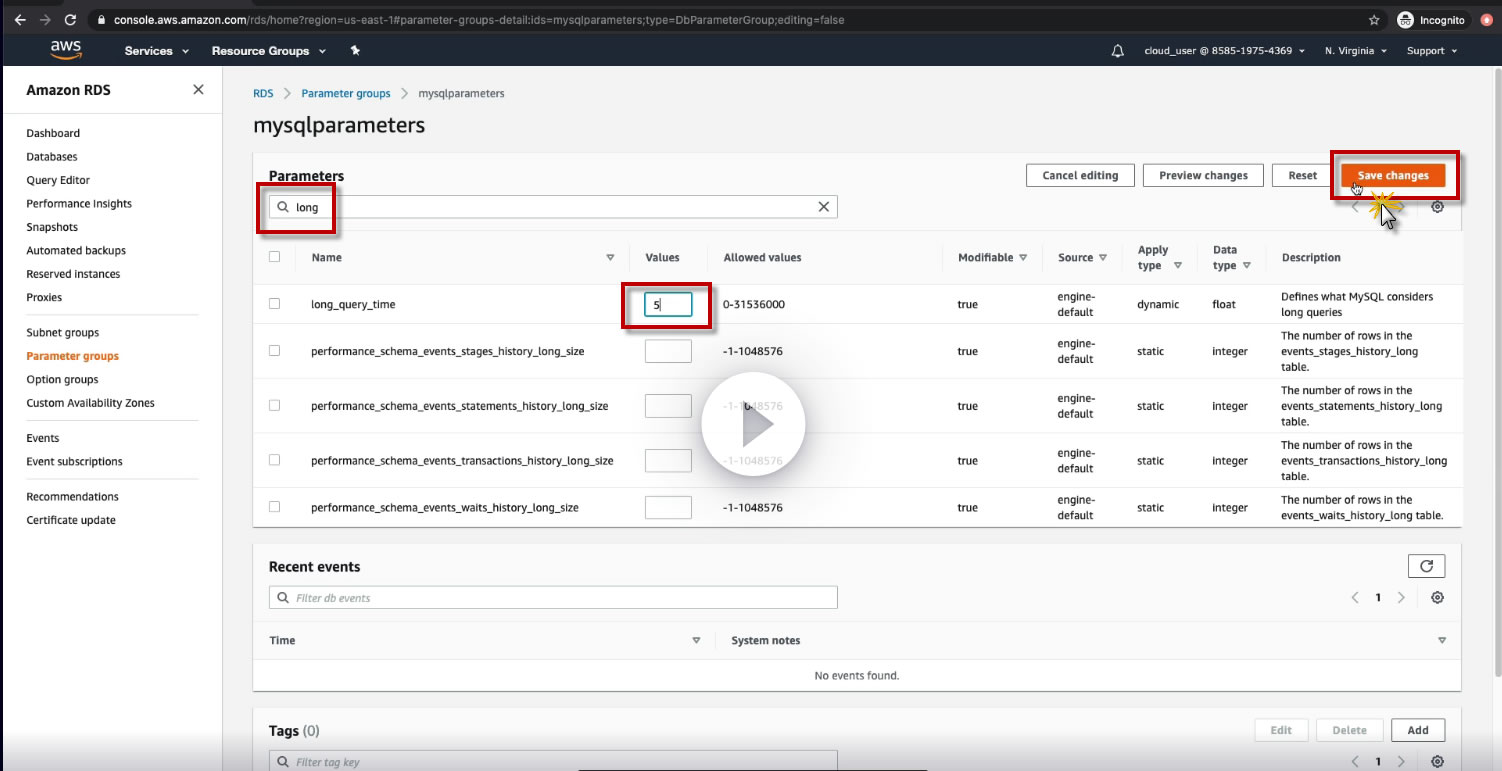 console.aws.amazon.com/rds/home?region=us-east-1#parameter-groups-detail:ids=mysqlparameters;type=DbParameterGroup;editing=false
Incognito
aws
Services
Resource Groups
cloud_user @ 8585-1975-4369
N. Virginia
Support
Amazon RDS
Dashboard
Databases
Query Editor
Performance Insights
Snapshots
Automated backups
Reserved instances
Proxies
Subnet groups
Parameter groups
Option groups
Custom Availability Zones
Events
Event subscriptions
Recommendations
Certificate update
RDS
Parameter groups
mysqlparameters
mysqlparameters
Parameters
Cancel editing
Preview changes
Reset
Save changes
long
Name
Values
Allowed values
Modifiable
Source
Apply
type
Data
type
Description
long_query_time
5
0-31536000
true
engine-
default
dynamic
float
Defines what MySQL considers
long queries
performance_schema_events_stages_history_long_size
-1-1048576
true
engine-
default
static
integer
The number of rows in the
events_stages_history_long
table.
performance_schema_events_statements_history_long_size
-1-1048576
true
engine-
default
static
integer
The number of rows in the
events_statements_history_long
table.
performance_schema_events_transactions_history_long_size
-1-1048576
true
engine-
default
static
integer
The number of rows in the
events_transactions_history_long
table.
performance_schema_events_waits_history_long_size
-1-1048576
true
engine-
default
static
integer
The number of rows in the
events_waits_history_long table.
Recent events
Filter db events
1
Time
System notes
No events found.
Tags (0)
Edit
Delete
Add
Filter tag key
1